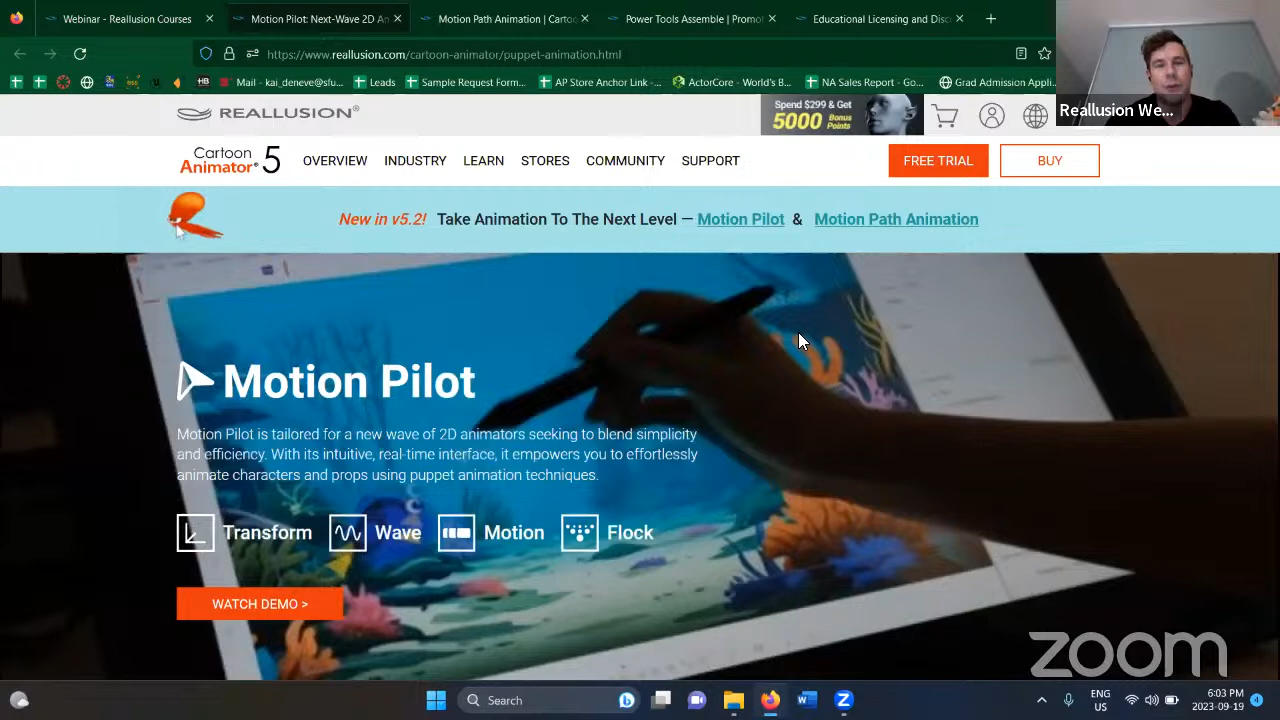 Webinar - Reallusion Courses
Motion Pilot: Next-Wave 2D An
Motion Path Animation | Cartoo
Power Tools Assemble | Promot
Educational Licensing and Disc
https://www.reallusion.com/cartoon-animator/puppet-animation.html
Mail - kai_deneve@sfu...
Leads
Sample Request Form...
AP Store Anchor Link -...
ActorCore - World's B...
NA Sales Report - Go...
Grad Admission Appli...
Reallusion We...
REALLUSION®
Spend $299 & Get
5000 Bonus Points
Cartoon
Animator® 5
OVERVIEW INDUSTRY LEARN STORES COMMUNITY SUPPORT
FREE TRIAL
BUY
New in v5.2! Take Animation To The Next Level — Motion Pilot & Motion Path Animation
Motion Pilot
Motion Pilot is tailored for a new wave of 2D animators seeking to blend simplicity
and efficiency. With its intuitive, real-time interface, it empowers you to effortlessly
animate characters and props using puppet animation techniques.
Transform Wave Motion Flock
WATCH DEMO >
zoom
Search
ENG
US
6:03 PM
2023-09-19
4